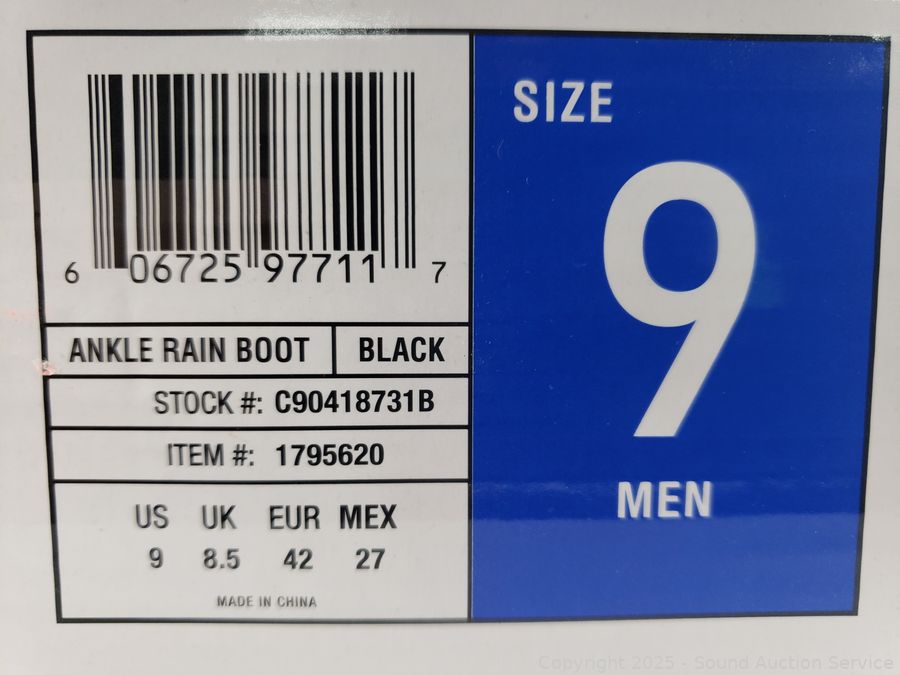 6 06725 97711 7
ANKLE RAIN BOOT BLACK
STOCK #: C90418731B
ITEM #: 1795620
US UK EUR MEX
9 8.5 42 27
MADE IN CHINA
SIZE
9
MEN
Copyright 2025 - Sound Auction Service